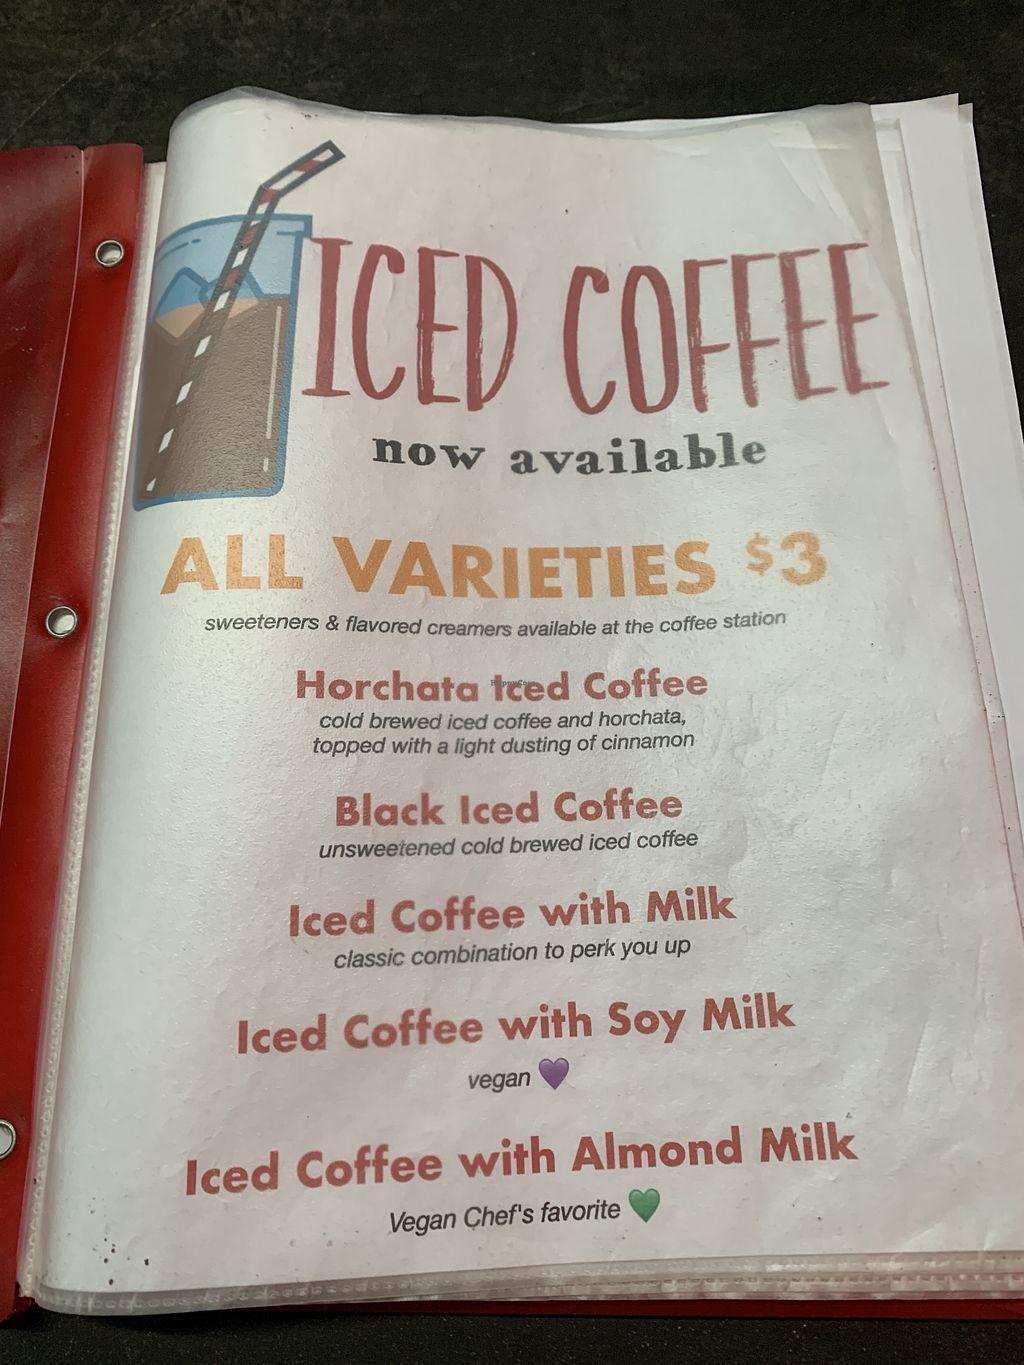 ICED COFFEE
now available
ALL VARIETIES $3
sweeteners & flavored creamers available at the coffee station
Horchata Iced Coffee
cold brewed iced coffee and horchata,
topped with a light dusting of cinnamon
Black Iced Coffee
unsweetened cold brewed iced coffee
Iced Coffee with Milk
classic combination to perk you up
Iced Coffee with Soy Milk
vegan 💜
Iced Coffee with Almond Milk
Vegan Chef's favorite 💚